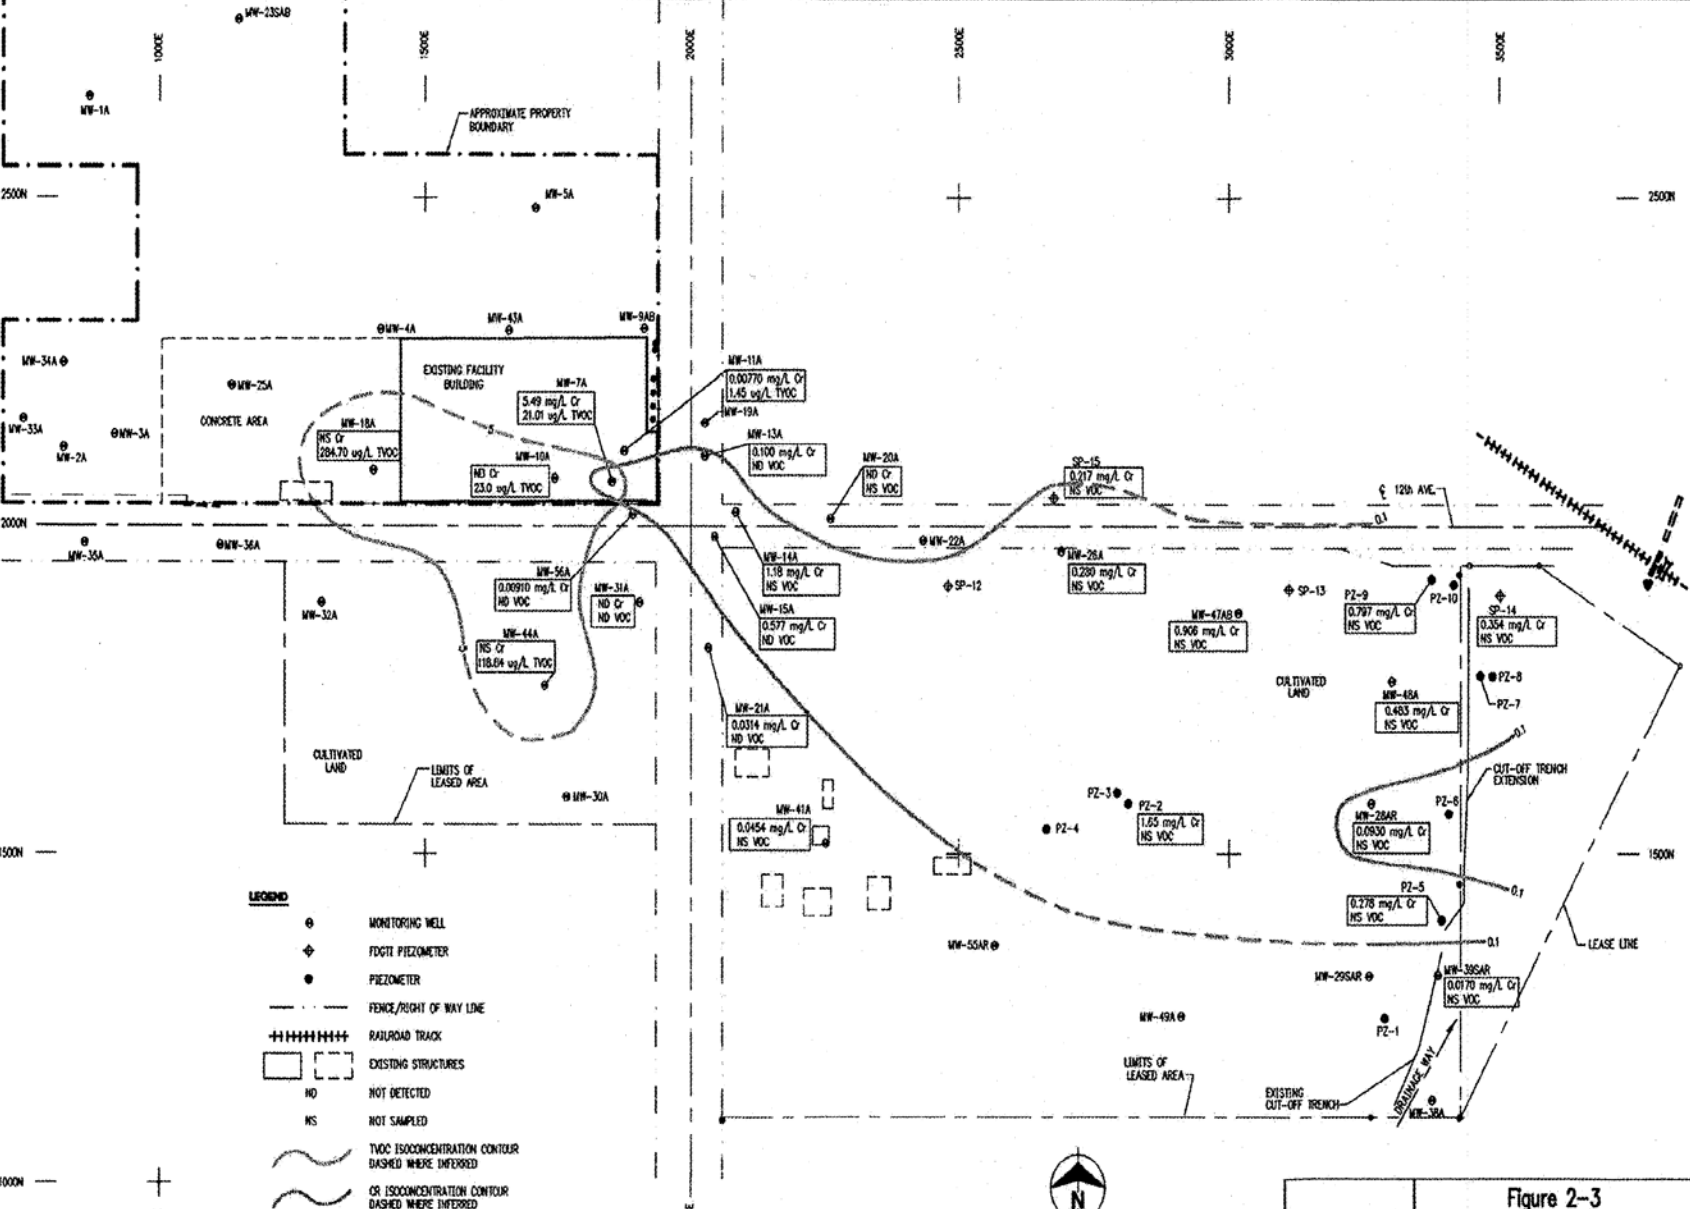 MW-23SAB
1000E
1500E
2000E
2500E
3000E
3500E
MW-1A
APPROXIMATE PROPERTY
BOUNDARY
2500N
MW-5A
2500N
MW-4A
MW-43A
MW-9AB
MW-34A
MW-25A
EXISTING FACILITY
BUILDING
MW-7A
5.49 mg/L Cr
21.01 ug/L TVOC
MW-11A
0.00770 mg/L Cr
1.45 ug/L TVOC
MW-19A
MW-33A
MW-2A
MW-3A
CONCRETE AREA
MW-18A
NS Cr
284.70 ug/L TVOC
5
MW-10A
ND Cr
23.0 ug/L TVOC
MW-13A
0.100 mg/L Cr
ND VOC
MW-20A
ND Cr
NS VOC
SP-15
0.217 mg/L Cr
NS VOC
0.1
℄ 12th AVE.
2000N
MW-35A
MW-36A
MW-14A
1.18 mg/L Cr
NS VOC
MW-22A
MW-26A
0.280 mg/L Cr
NS VOC
MW-56A
0.00910 mg/L Cr
ND VOC
MW-31A
ND Cr
ND VOC
MW-15A
0.577 mg/L Cr
ND VOC
SP-12
SP-13
MW-47AB
0.906 mg/L Cr
NS VOC
PZ-9
0.797 mg/L Cr
NS VOC
PZ-10
SP-14
0.354 mg/L Cr
NS VOC
MW-32A
MW-44A
NS Cr
118.64 ug/L TVOC
MW-21A
0.0314 mg/L Cr
ND VOC
CULTIVATED
LAND
MW-48A
0.483 mg/L Cr
NS VOC
PZ-8
PZ-7
0.1
CULTIVATED
LAND
LIMITS OF
LEASED AREA
MW-30A
MW-41A
0.0454 mg/L Cr
NS VOC
PZ-3
PZ-2
1.65 mg/L Cr
NS VOC
PZ-4
CUT-OFF TRENCH
EXTENSION
PZ-6
MW-28AR
0.0930 mg/L Cr
NS VOC
1500N
1500N
0.1
PZ-5
0.278 mg/L Cr
NS VOC
0.1
LEASE LINE
MW-55AR
MW-29SAR
MW-39SAR
0.0170 mg/L Cr
NS VOC
MW-49A
PZ-1
LIMITS OF
LEASED AREA
EXISTING
CUT-OFF TRENCH
DRAINAGE WAY
MW-38A
LEGEND
MONITORING WELL
FDGTI PIEZOMETER
PIEZOMETER
FENCE/RIGHT OF WAY LINE
RAILROAD TRACK
EXISTING STRUCTURES
ND NOT DETECTED
NS NOT SAMPLED
TVOC ISOCONCENTRATION CONTOUR
DASHED WHERE INFERRED
CR ISOCONCENTRATION CONTOUR
DASHED WHERE INFERRED
1000N
N
Figure 2-3